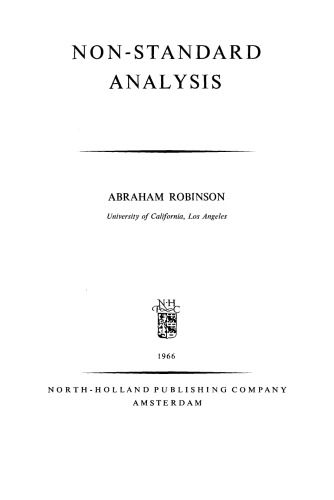 NON-STANDARD
ANALYSIS
ABRAHAM ROBINSON
University of California, Los Angeles
N·H
P C
1966
NORTH-HOLLAND PUBLISHING COMPANY
AMSTERDAM